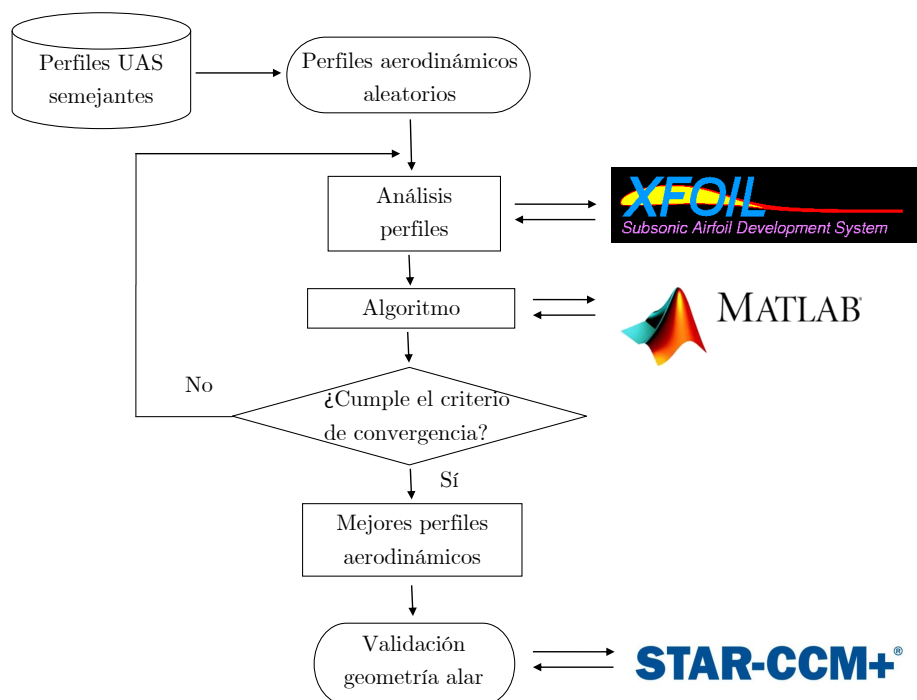 Perfiles UAS
semejantes
Perfiles aerodinámicos
aleatorios
Análisis
perfiles
XFOIL
Subsonic Airfoil Development System
Algoritmo
MATLAB®
No
¿Cumple el criterio
de convergencia?
Sí
Mejores perfiles
aerodinámicos
Validación
geometría alar
STAR-CCM+®